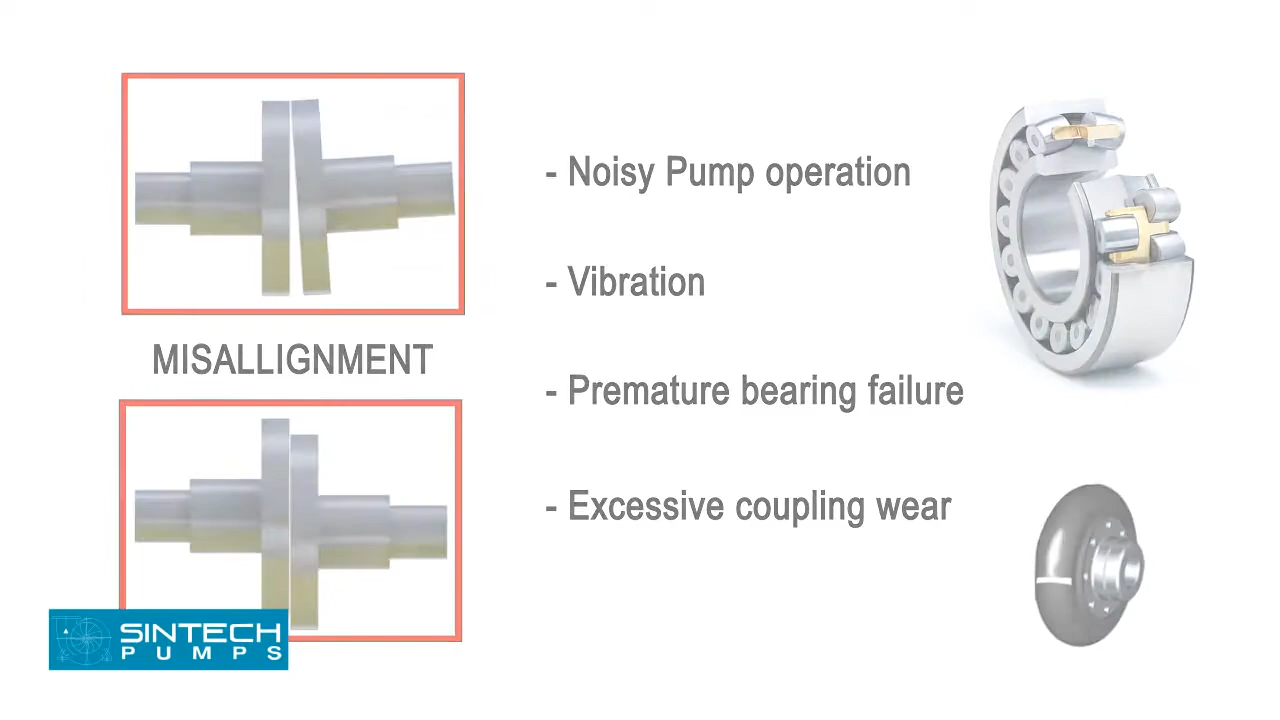 MISALLIGNMENT
- Noisy Pump operation
- Vibration
- Premature bearing failure
- Excessive coupling wear
SINTECH
PUMPS